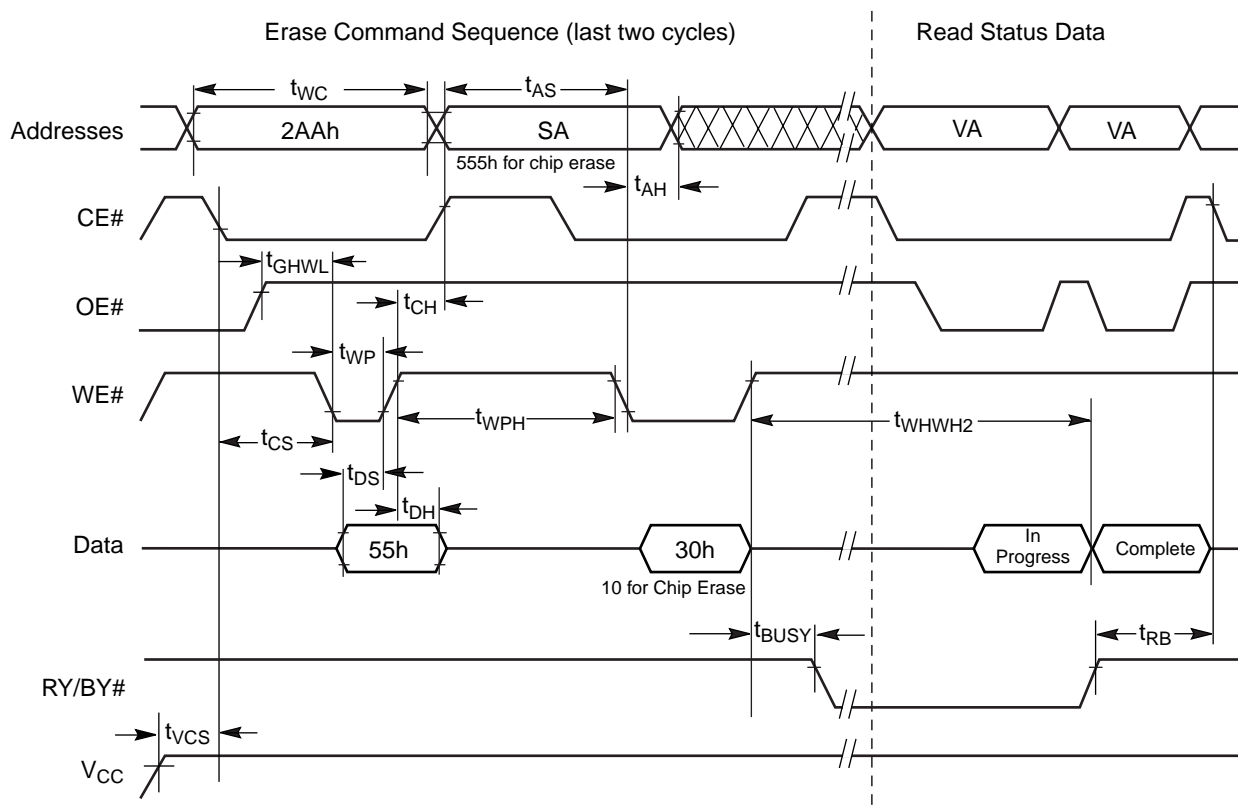 Erase Command Sequence (last two cycles)
Read Status Data
tWC
tAS
Addresses
2AAh
SA
VA
VA
555h for chip erase
tAH
CE#
tGHWL
OE#
tCH
tWP
WE#
tWPH
tWHWH2
tCS
tDS
tDH
Data
55h
30h
In
Progress
Complete
10 for Chip Erase
tBUSY
tRB
RY/BY#
tVCS
VCC